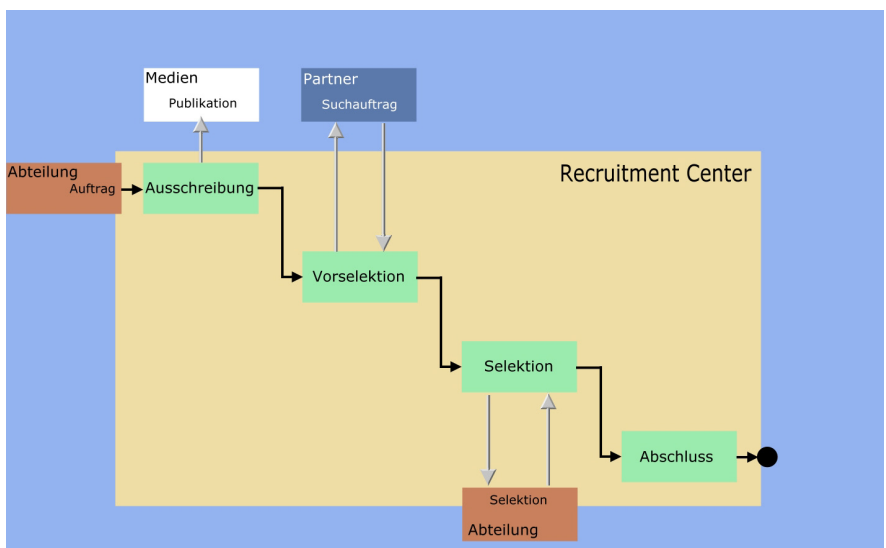 Medien
Publikation
Partner
Suchauftrag
Abteilung
Auftrag
Ausschreibung
Recruitment Center
Vorselektion
Selektion
Abschluss
Selektion
Abteilung